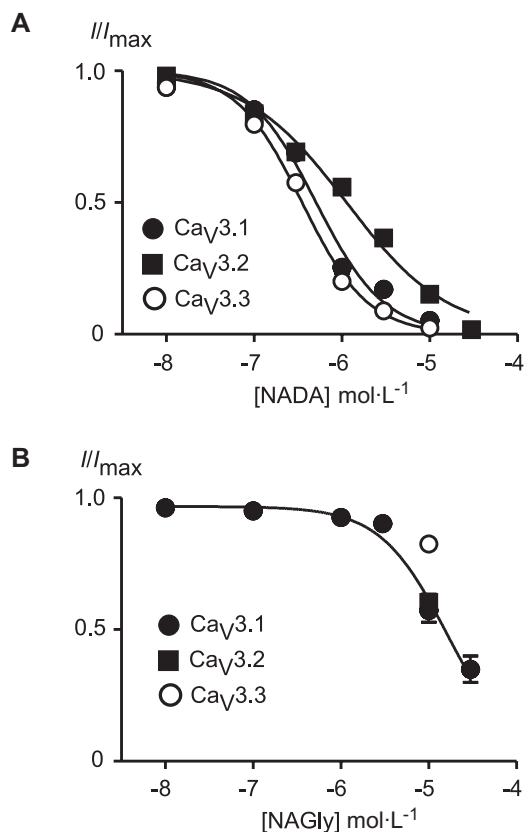 A
I/Imax
1.0
0.5
0
CaV3.1
CaV3.2
CaV3.3
-8 -7 -6 -5 -4
[NADA] mol·L-1
B
I/Imax
1.0
0.5
0
CaV3.1
CaV3.2
CaV3.3
-8 -7 -6 -5 -4
[NAGly] mol·L-1